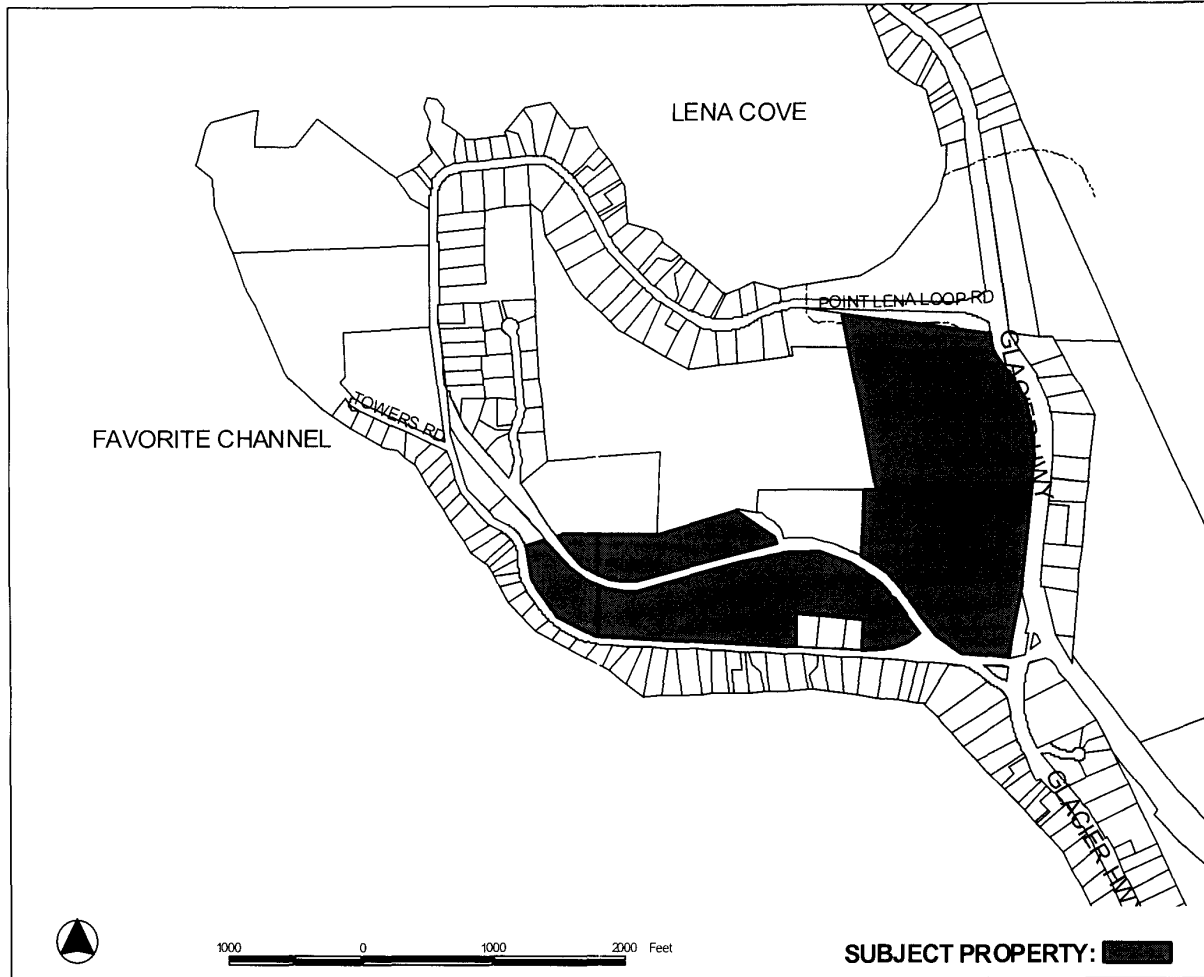 LENA COVE
POINT LENA LOOP RD
GLACIER HWY
TOWERS RD
FAVORITE CHANNEL
GLACIER HW
1000 0 1000 2000 Feet
SUBJECT PROPERTY: